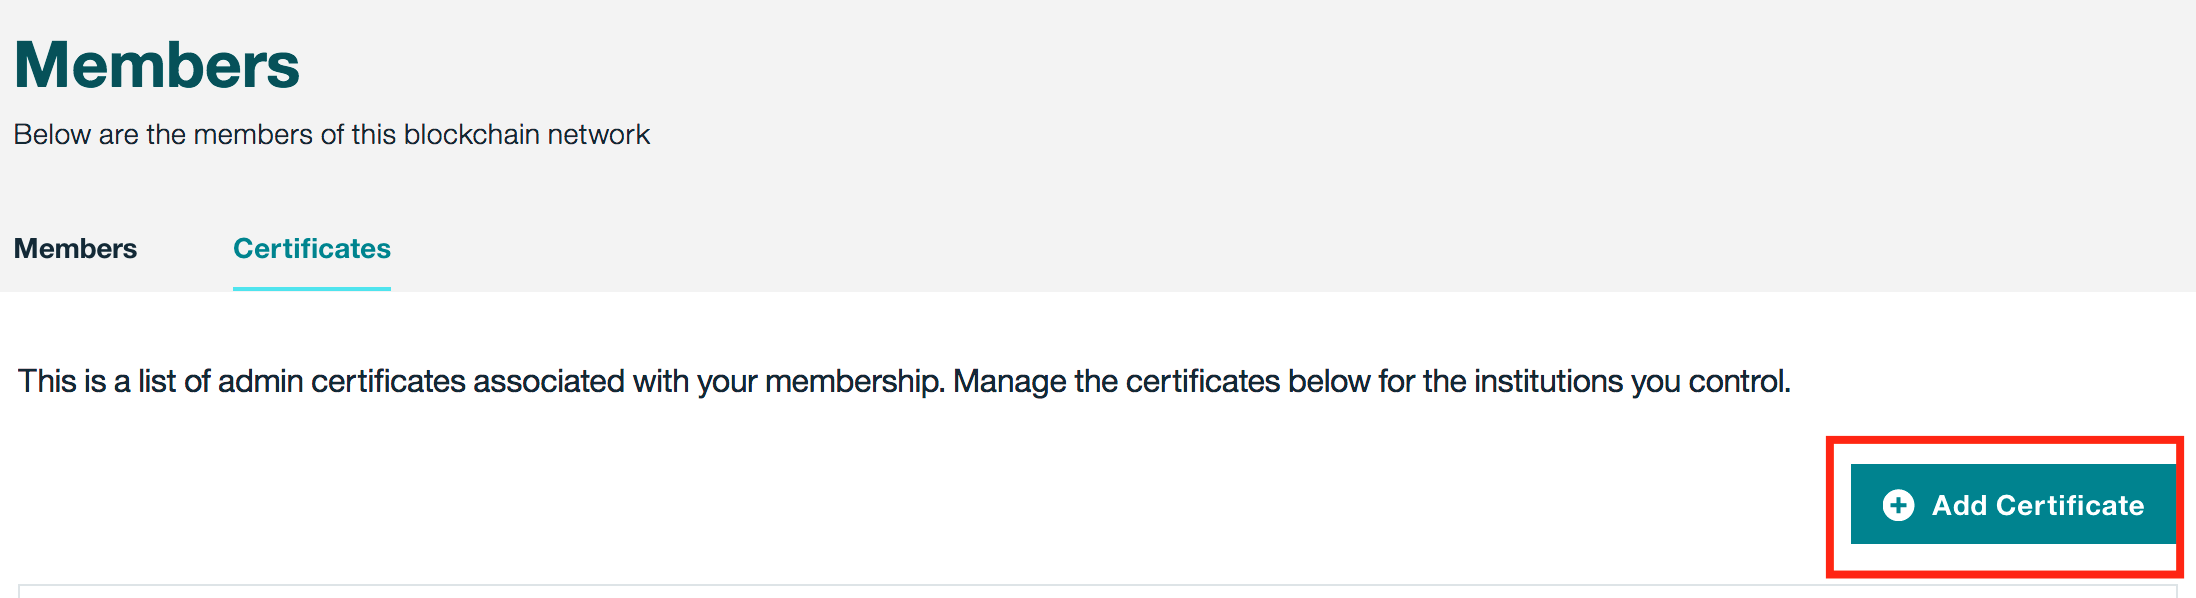 Members
Below are the members of this blockchain network
Members Certificates
This is a list of admin certificates associated with your membership. Manage the certificates below for the institutions you control.
Add Certificate